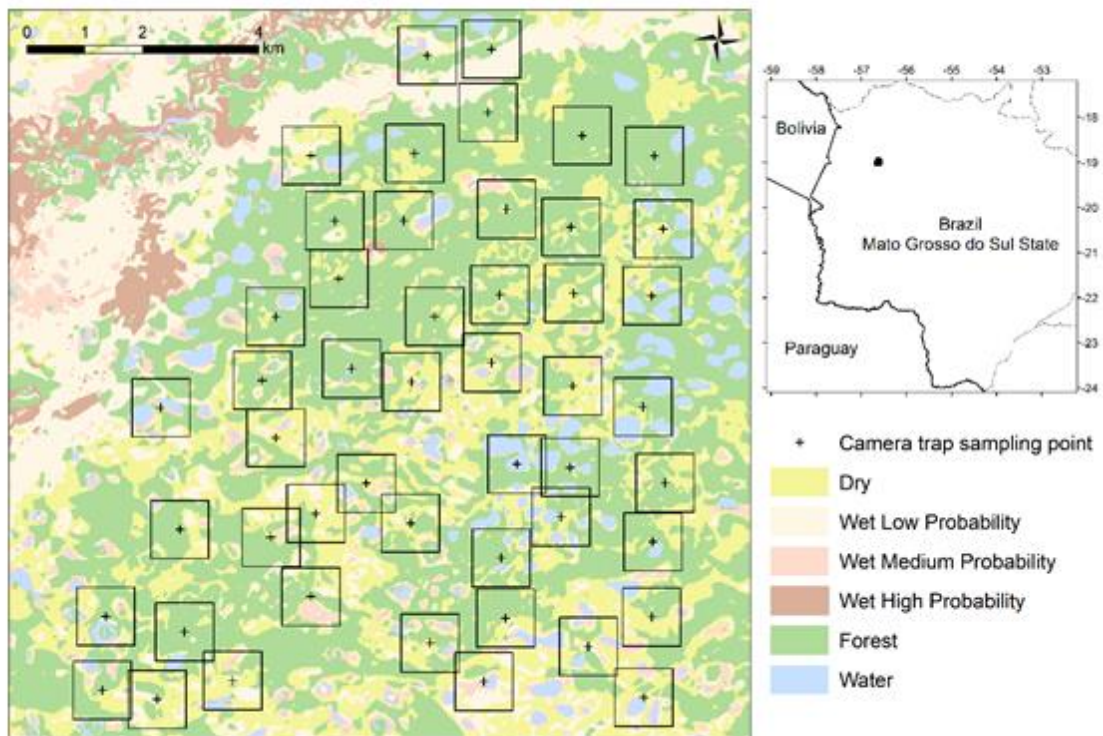 0 1 2 4
km
-59 -58 -57 -56 -55 -54 -53
Bolivia
-18
-19
-20
Brazil
Mato Grosso do Sul State
-21
-22
Paraguay
-23
-24
Camera trap sampling point
Dry
Wet Low Probability
Wet Medium Probability
Wet High Probability
Forest
Water